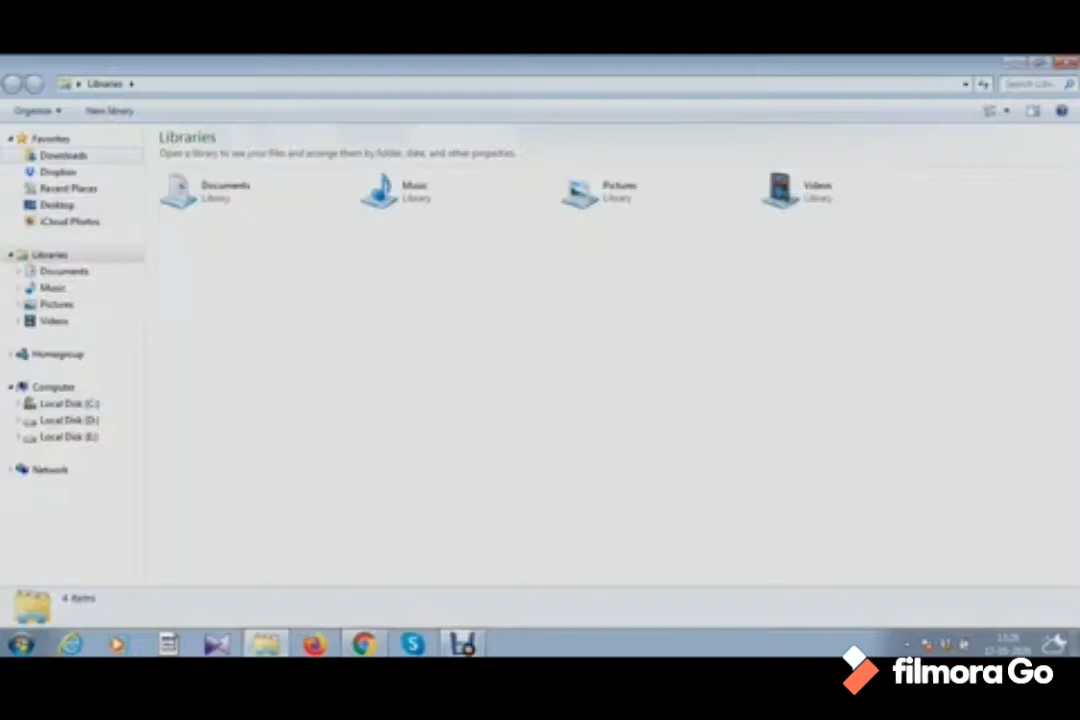 Libraries
Search Libr...
Organize
New library
Favorites
Downloads
Dropbox
Recent Places
Desktop
iCloud Photos
Libraries
Documents
Music
Pictures
Videos
Homegroup
Computer
Local Disk (C:)
Local Disk (D:)
Local Disk (E:)
Network
Libraries
Open a library to see your files and arrange them by folder, date, and other properties.
Documents
Library
Music
Library
Pictures
Library
Videos
Library
4 items
filmora Go